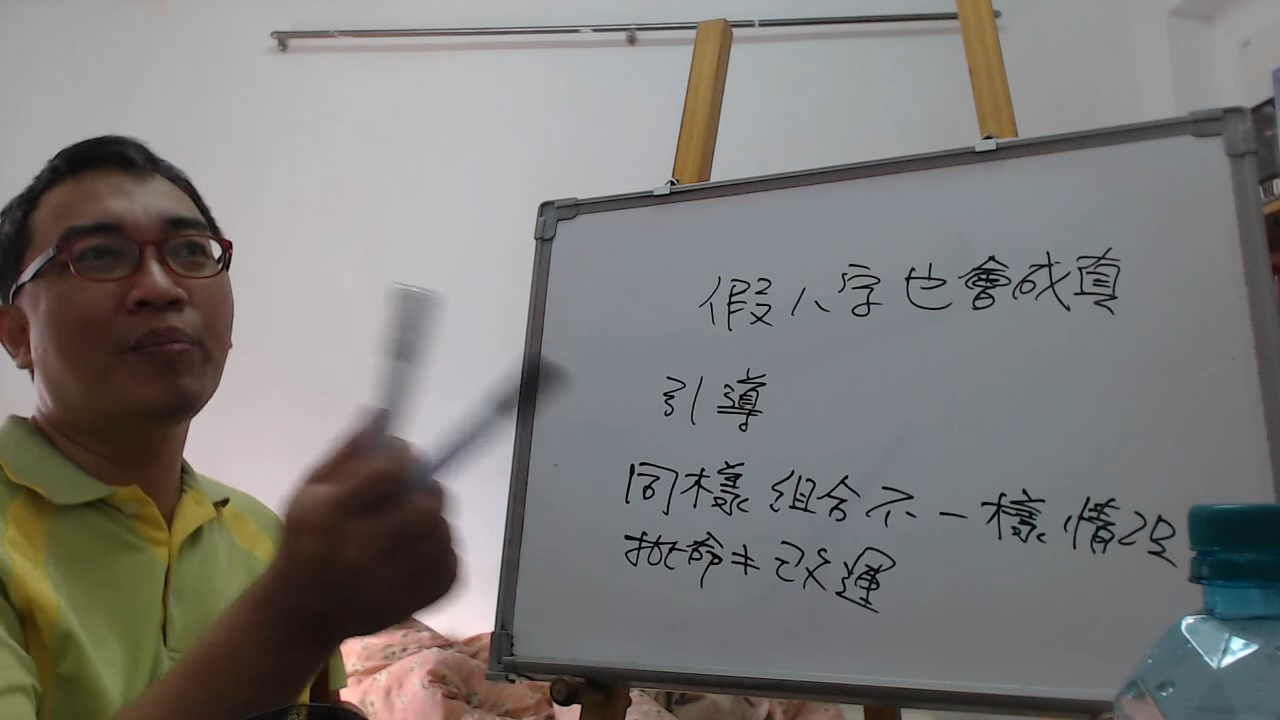 假八字也會成真
引導
同樣組合不一樣情況
批命≠改運